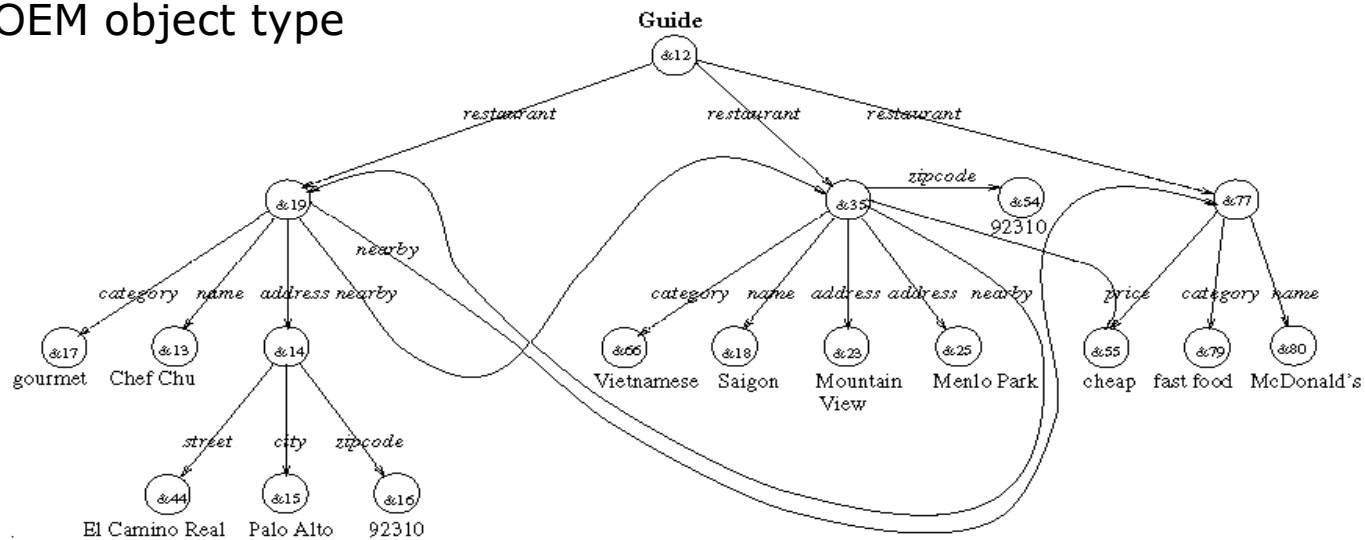 OEM object type
Guide
&12
restaurant restaurant restaurant
zipcode
&19 &35 &54 &77
92310
nearby
category name address nearby category name address address nearby price category name
&17 &13 &14 &66 &18 &23 &25 &55 &79 &80
gourmet Chef Chu Vietnamese Saigon Mountain Menlo Park cheap fast food McDonald's
View
street city zipcode
&44 &15 &16
El Camino Real Palo Alto 92310